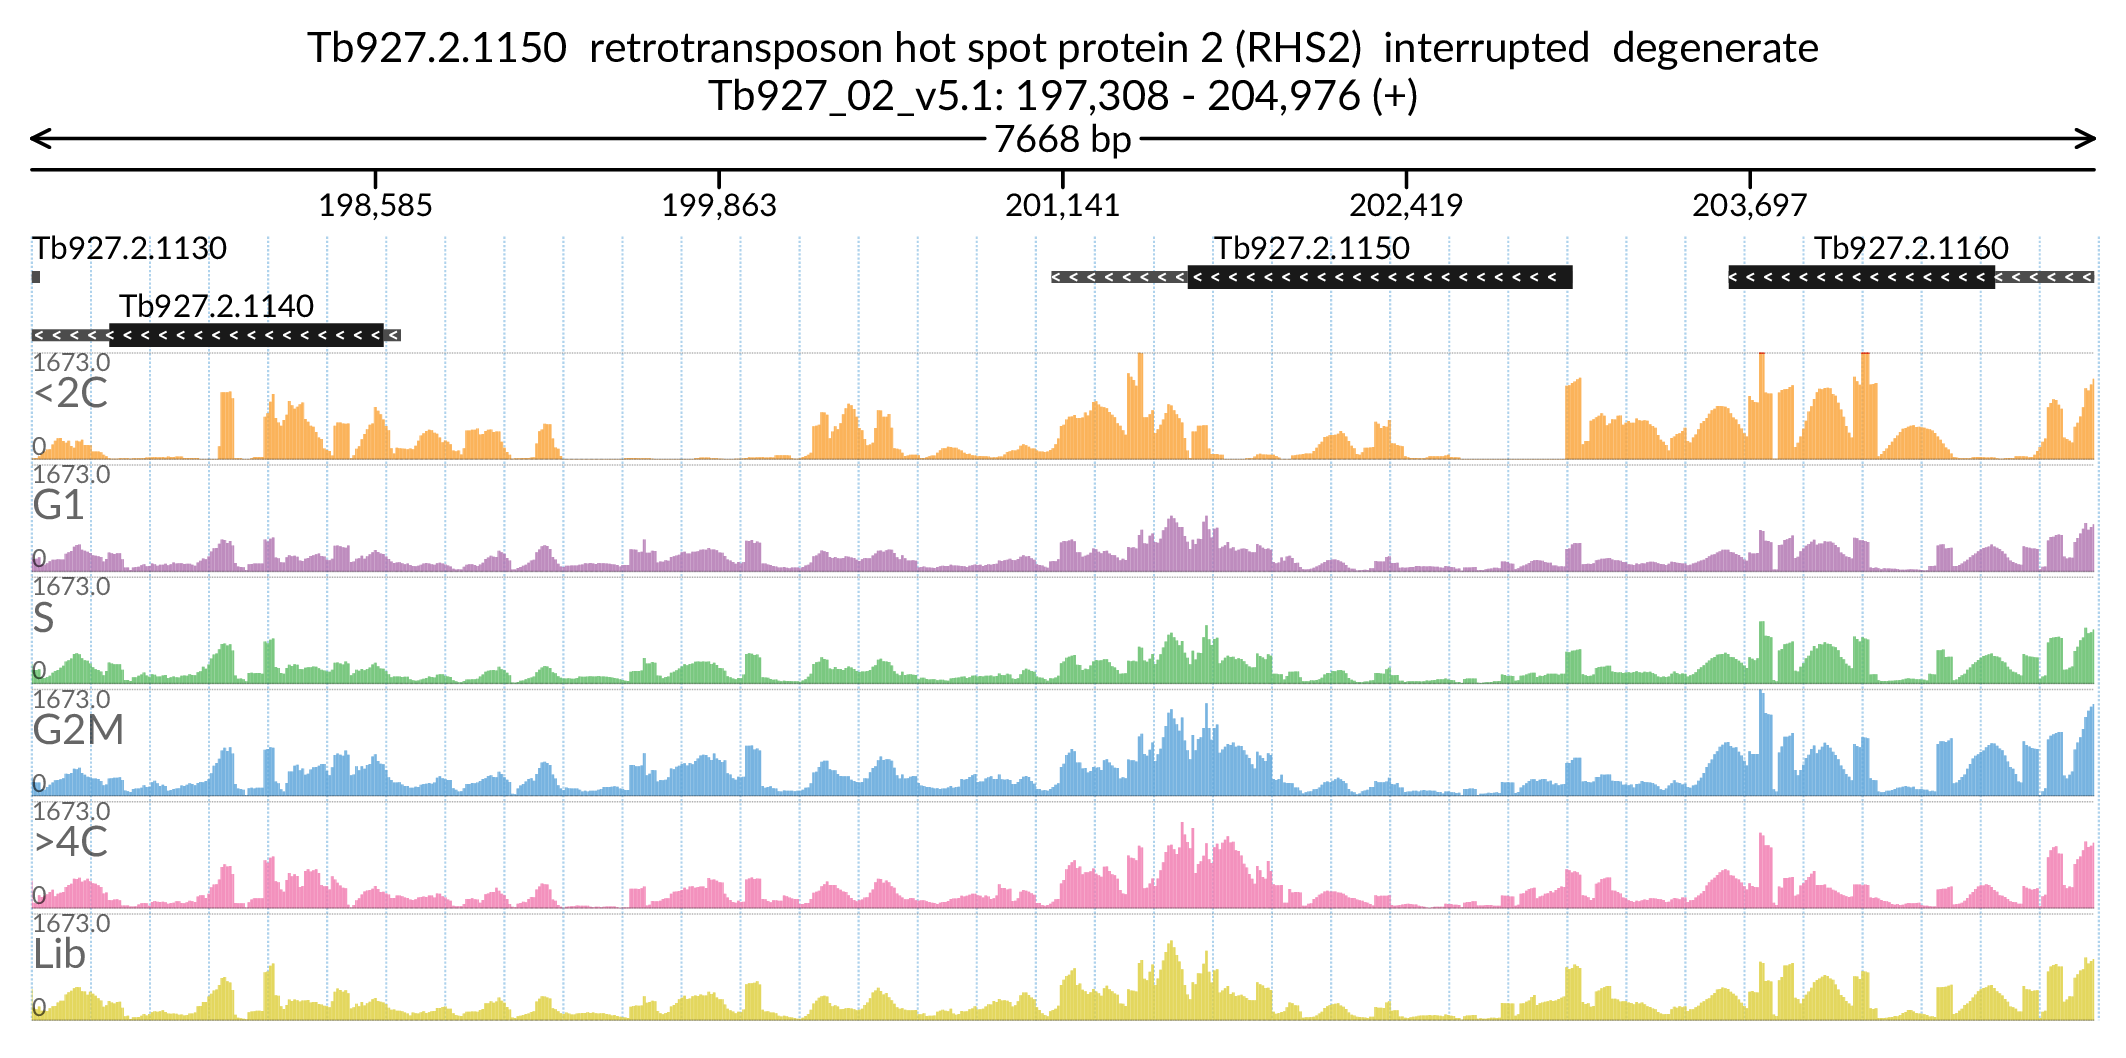 Tb927.2.1150 retrotransposon hot spot protein 2 (RHS2) interrupted degenerate
Tb927_02_v5.1: 197,308 - 204,976 (+)
7668 bp
198,585 199,863 201,141 202,419 203,697
Tb927.2.1130 Tb927.2.1150 Tb927.2.1160
Tb927.2.1140
1673.0
<2C
0
1673.0
G1
0
1673.0
S
0
1673.0
G2M
0
1673.0
>4C
0
1673.0
Lib
0